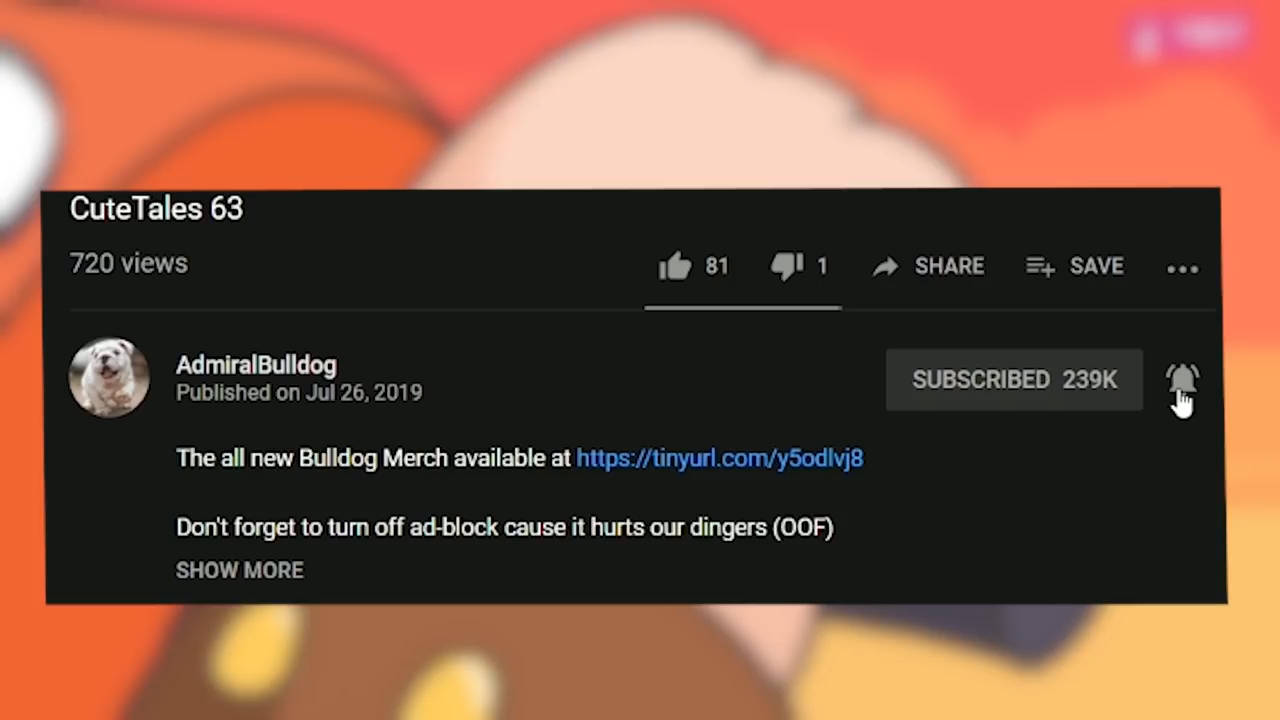 CuteTales 63
720 views
81 1 SHARE SAVE
AdmiralBulldog
Published on Jul 26, 2019
SUBSCRIBED 239K
The all new Bulldog Merch available at https://tinyurl.com/y5odlvj8
Don't forget to turn off ad-block cause it hurts our dingers (OOF)
SHOW MORE